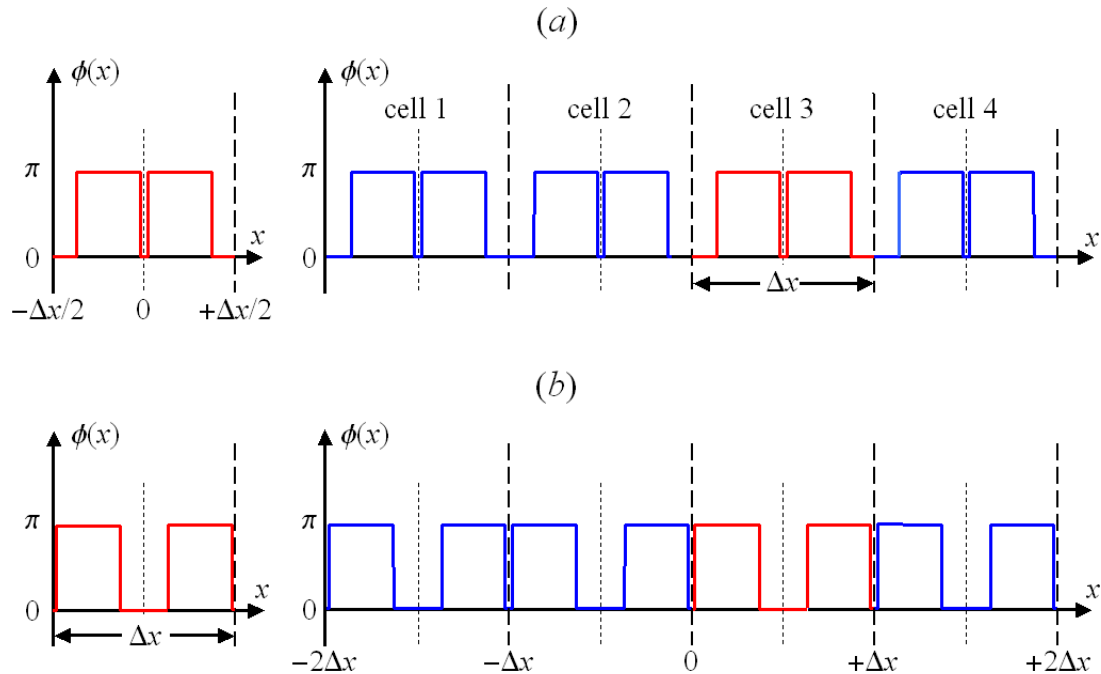 (a)
ϕ(x) ϕ(x)
cell 1 cell 2 cell 3 cell 4
π π
x x
0 0
Δx
−Δx/2 0 +Δx/2
(b)
ϕ(x) ϕ(x)
π π
x x
0 0
Δx
−2Δx −Δx 0 +Δx +2Δx